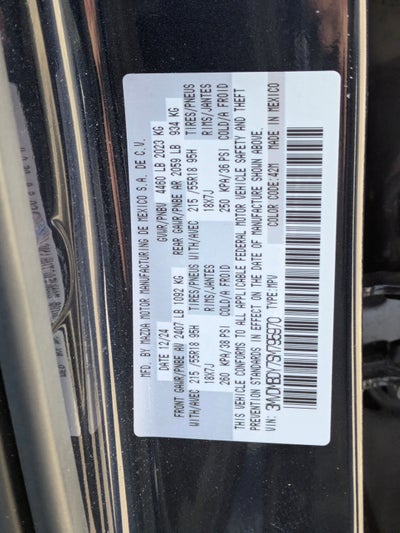 MFD. BY MAZDA MOTOR MANUFACTURING DE MEXICO S.A. DE C.V.
DATE 12/24 GVWR/PNBV 4460 LB 2023 KG
FRONT GAWR/PNBE AV 2407 LB 1092 KG REAR GAWR/PNBE AR 2059 LB 934 KG
WITH/AVEC 215 /55R18 95H TIRES/PNEUS WITH/AVEC 215 /55R18 95H TIRES/PNEUS
18X7J RIMS/JANTES 18X7J RIMS/JANTES
260 KPA/38 PSI COLD/A FROID 250 KPA/36 PSI COLD/A FROID
THIS VEHICLE CONFORMS TO ALL APPLICABLE FEDERAL MOTOR VEHICLE SAFETY AND THEFT
PREVENTION STANDARDS IN EFFECT ON THE DATE OF MANUFACTURE SHOWN ABOVE.
VIN: TYPE:MPV COLOR CODE:42M MADE IN MEXICO